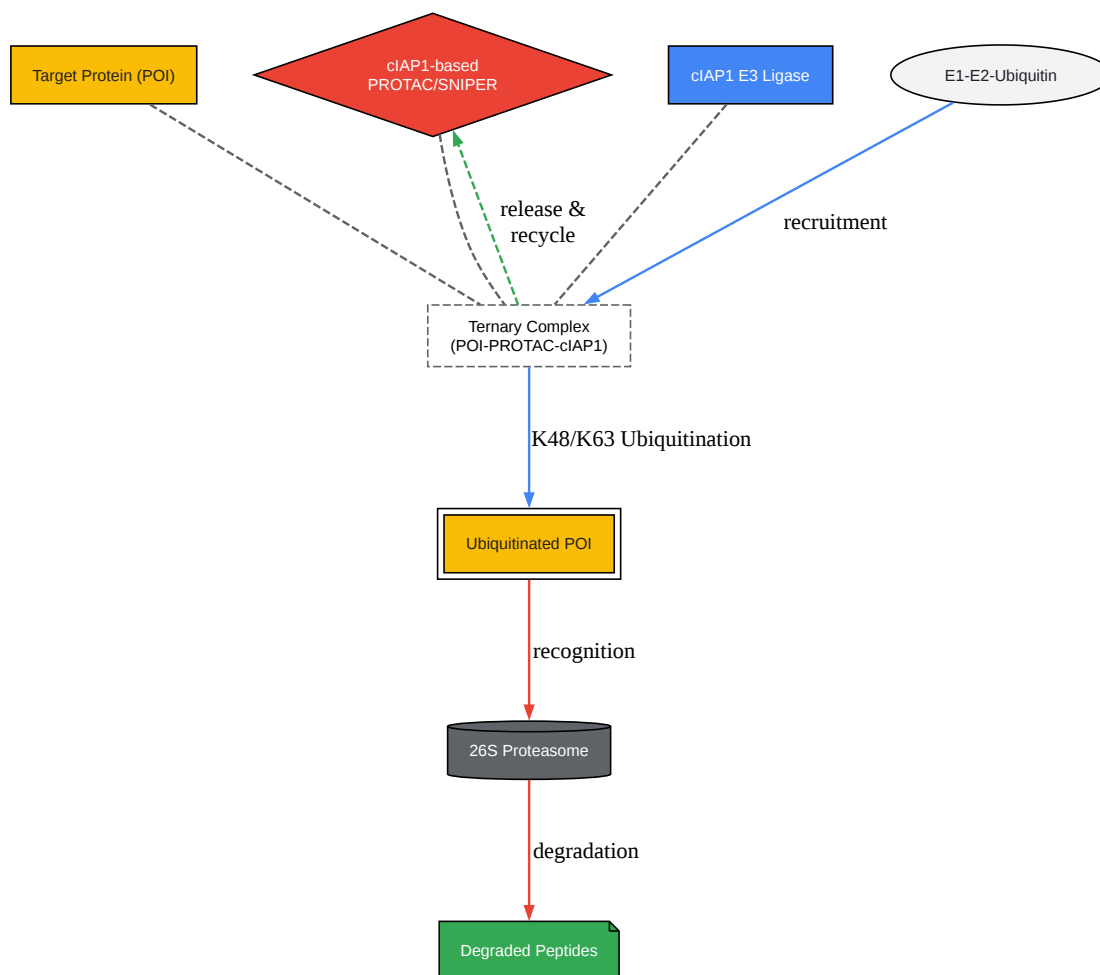 Target Protein (POI)
cIAP1-based
PROTAC/SNIPER
cIAP1 E3 Ligase
E1-E2-Ubiquitin
release &
recycle
recruitment
Ternary Complex
(POI-PROTAC-cIAP1)
K48/K63 Ubiquitination
Ubiquitinated POI
recognition
26S Proteasome
degradation
Degraded Peptides